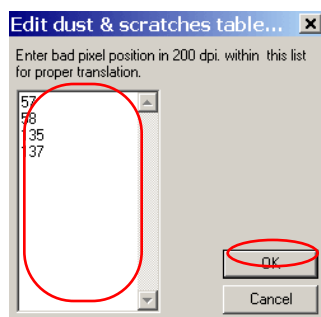 Edit dust & scratches table...
Enter bad pixel position in 200 dpi. within this list
for proper translation.
57
58
135
137
OK
Cancel